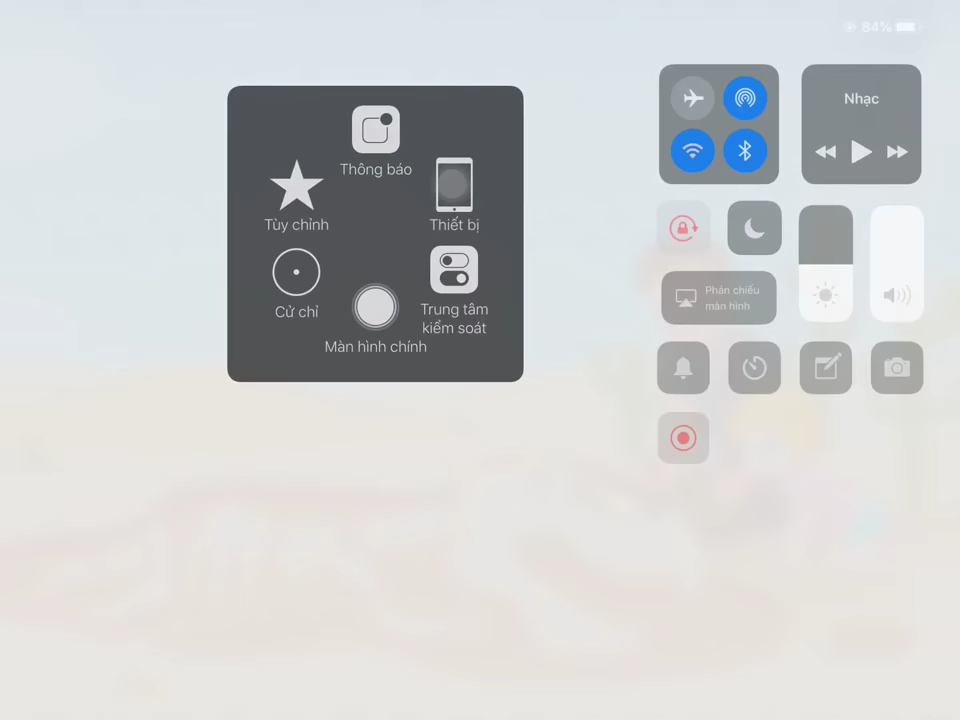 84%
Thông báo
Tùy chỉnh
Thiết bị
Cử chỉ
Trung tâm
kiểm soát
Màn hình chính
Nhạc
Phản chiếu
màn hình